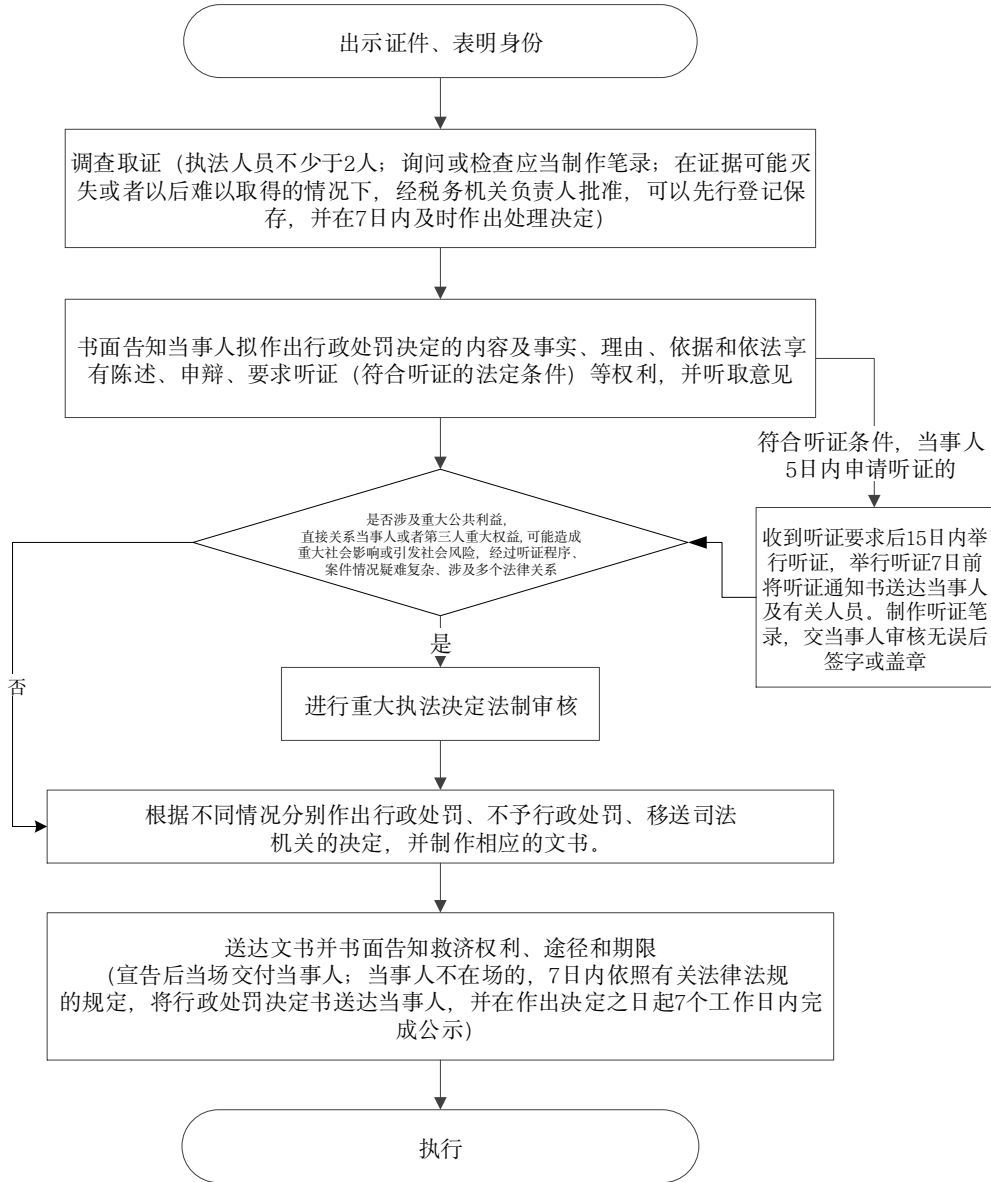 出示证件、表明身份
调查取证（执法人员不少于2人；询问或检查应当制作笔录；在证据可能灭
失或者以后难以取得的情况下，经税务机关负责人批准，可以先行登记保
存，并在7日内及时作出处理决定）
书面告知当事人拟作出行政处罚决定的内容及事实、理由、依据和依法享
有陈述、申辩、要求听证（符合听证的法定条件）等权利，并听取意见
符合听证条件，当事人
5日内申请听证的
收到听证要求后15日内举
行听证，举行听证7日前
将听证通知书送达当事人
及有关人员。制作听证笔
录，交当事人审核无误后
签字或盖章
是否涉及重大公共利益，
直接关系当事人或者第三人重大权益,可能造成
重大社会影响或引发社会风险，经过听证程序、
案件情况疑难复杂、涉及多个法律关系
是
否
进行重大执法决定法制审核
根据不同情况分别作出行政处罚、不予行政处罚、移送司法
机关的决定，并制作相应的文书。
送达文书并书面告知救济权利、途径和期限
（宣告后当场交付当事人；当事人不在场的，7日内依照有关法律法规
的规定，将行政处罚决定书送达当事人，并在作出决定之日起7个工作日内完
成公示）
执行